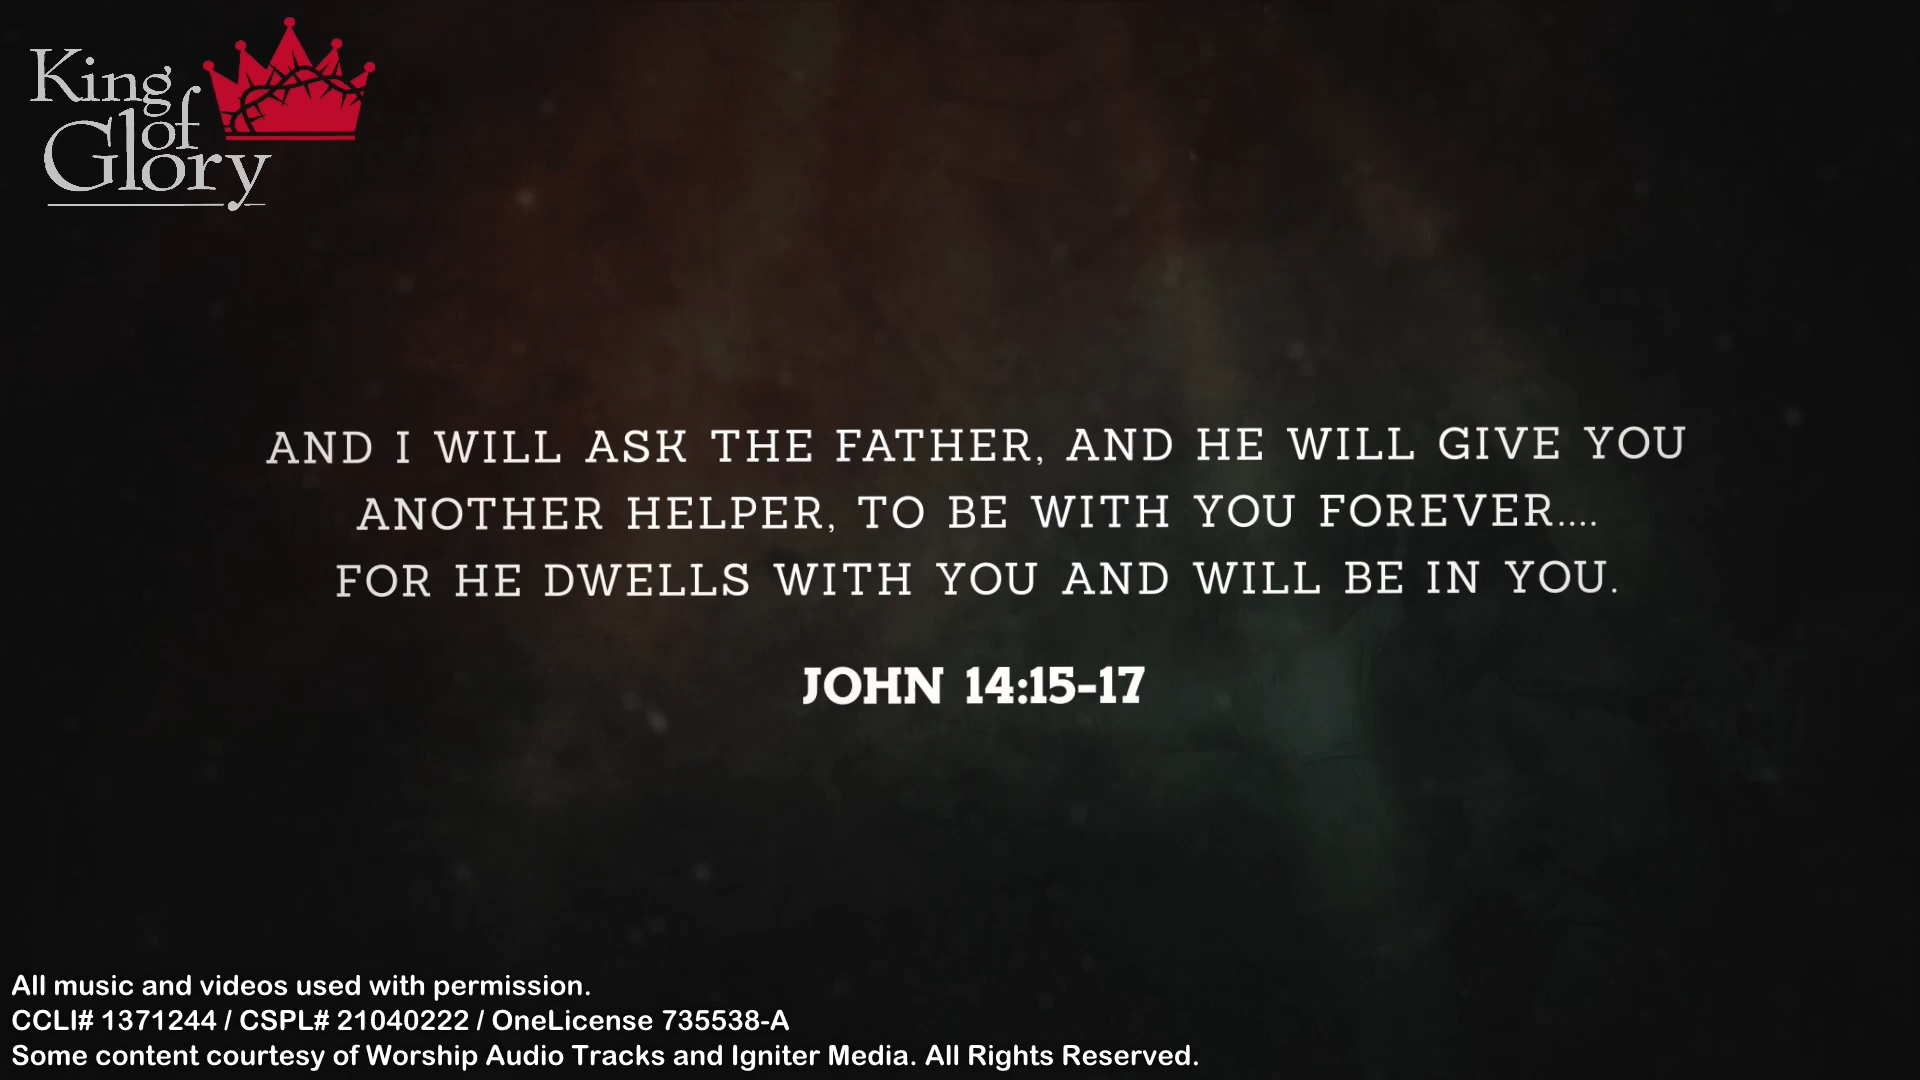 King
of
Glory
AND I WILL ASK THE FATHER, AND HE WILL GIVE YOU
ANOTHER HELPER, TO BE WITH YOU FOREVER....
FOR HE DWELLS WITH YOU AND WILL BE IN YOU.
JOHN 14:15-17
All music and videos used with permission.
CCLI# 1371244 / CSPL# 21040222 / OneLicense 735538-A
Some content courtesy of Worship Audio Tracks and Igniter Media. All Rights Reserved.